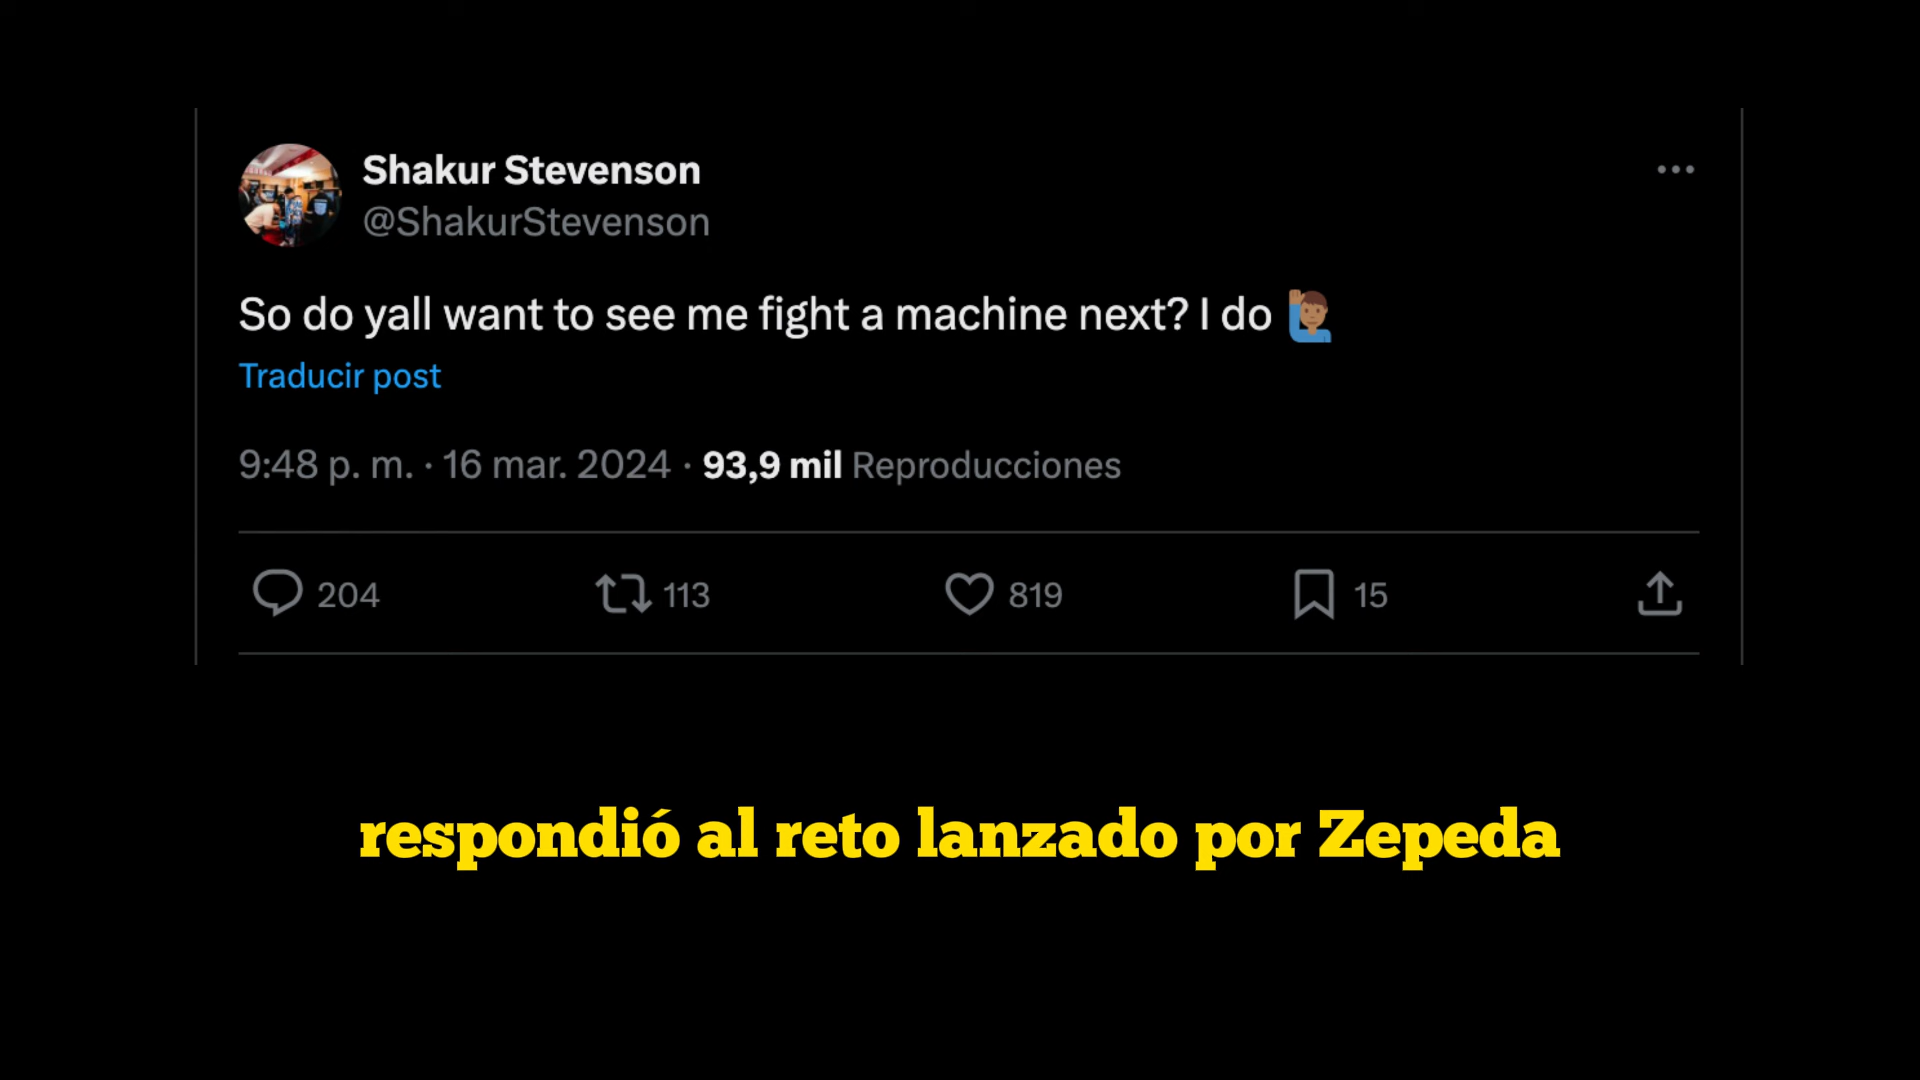 Shakur Stevenson
@ShakurStevenson
So do yall want to see me fight a machine next? I do 🙋🏽‍♂️
Traducir post
9:48 p. m. · 16 mar. 2024 · 93,9 mil Reproducciones
204 113 819 15
respondió al reto lanzado por Zepeda